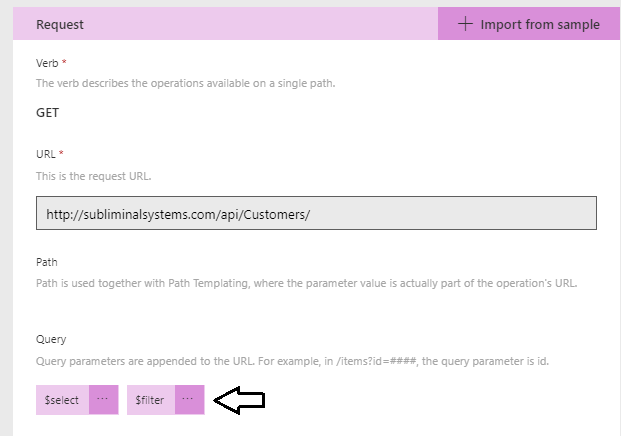 Request
+ Import from sample
Verb *
The verb describes the operations available on a single path.
GET
URL *
This is the request URL.
http://subliminalsystems.com/api/Customers/
Path
Path is used together with Path Templating, where the parameter value is actually part of the operation's URL.
Query
Query parameters are appended to the URL. For example, in /items?id=####, the query parameter is id.
$select ... $filter ...